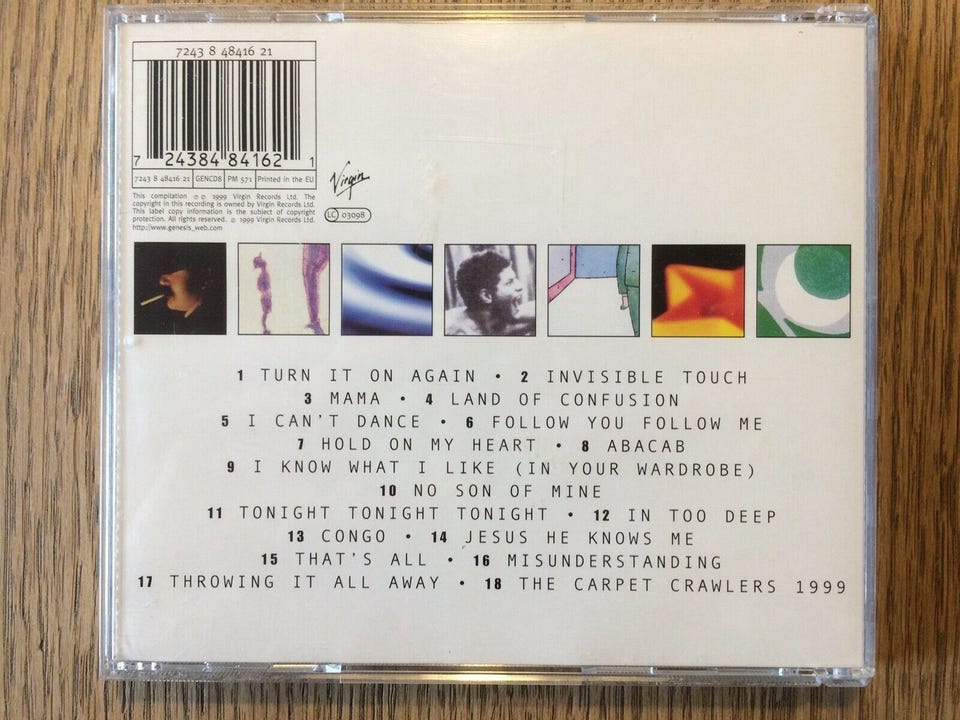 7243 8 48416 21
7 24384 84162 1
7243 8 48416 21 GENCD8 PM 571 Printed in the EU
This compilation ℗ © 1999 Virgin Records Ltd. The
copyright in this recording is owned by Virgin Records Ltd.
This label copy information is the subject of copyright
protection. All rights reserved. © 1999 Virgin Records Ltd.
http://www.genesis_web.com
Virgin
LC 03098
1 TURN IT ON AGAIN • 2 INVISIBLE TOUCH
3 MAMA • 4 LAND OF CONFUSION
5 I CAN'T DANCE • 6 FOLLOW YOU FOLLOW ME
7 HOLD ON MY HEART • 8 ABACAB
9 I KNOW WHAT I LIKE (IN YOUR WARDROBE)
10 NO SON OF MINE
11 TONIGHT TONIGHT TONIGHT • 12 IN TOO DEEP
13 CONGO • 14 JESUS HE KNOWS ME
15 THAT'S ALL • 16 MISUNDERSTANDING
17 THROWING IT ALL AWAY • 18 THE CARPET CRAWLERS 1999